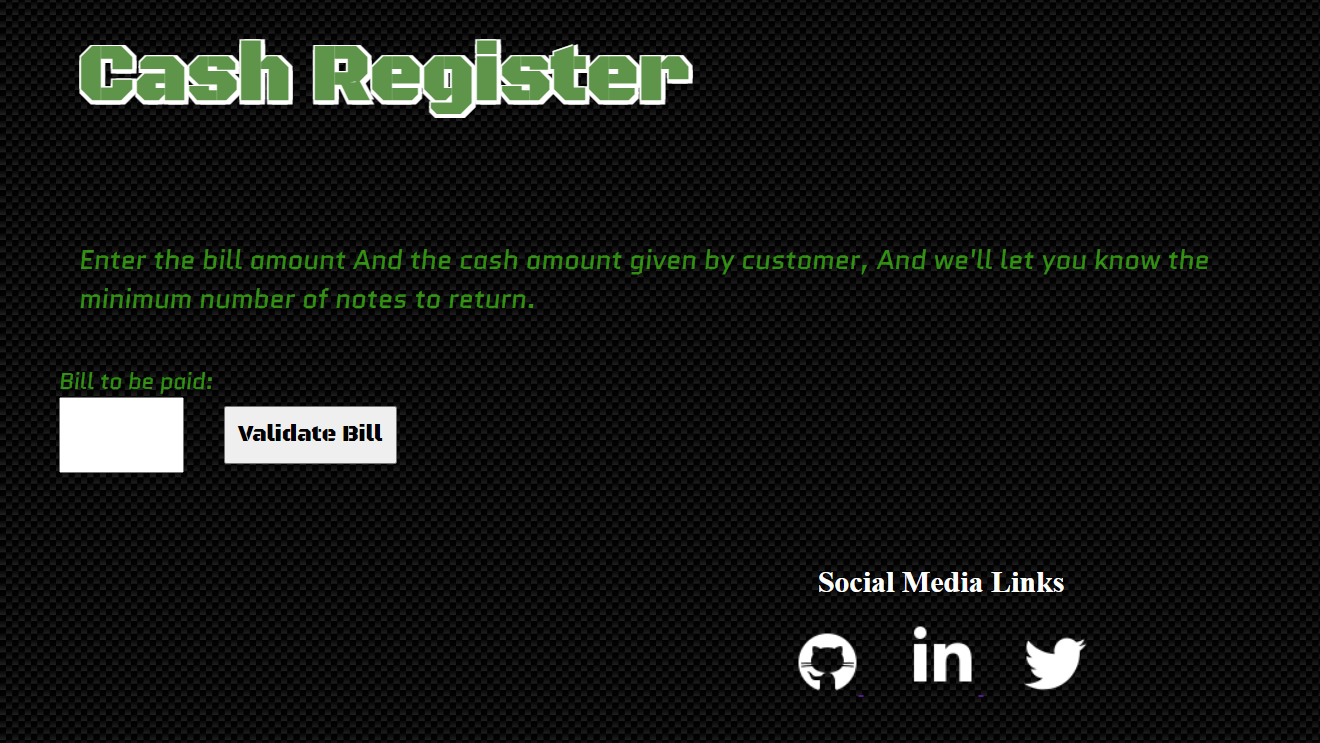 Cash Register
Enter the bill amount And the cash amount given by customer, And we'll let you know the
minimum number of notes to return.
Bill to be paid:
Validate Bill
Social Media Links
in